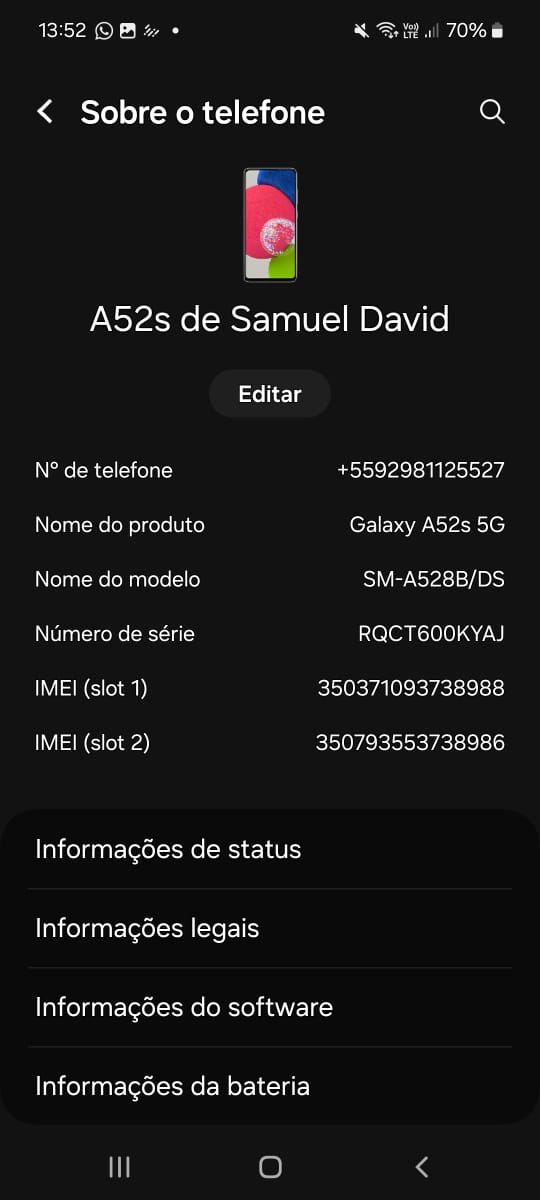 13:52 Vo)) LTE 70%
Sobre o telefone
A52s de Samuel David
Editar
Nº de telefone +5592981125527
Nome do produto Galaxy A52s 5G
Nome do modelo SM-A528B/DS
Número de série RQCT600KYAJ
IMEI (slot 1) 350371093738988
IMEI (slot 2) 350793553738986
Informações de status
Informações legais
Informações do software
Informações da bateria